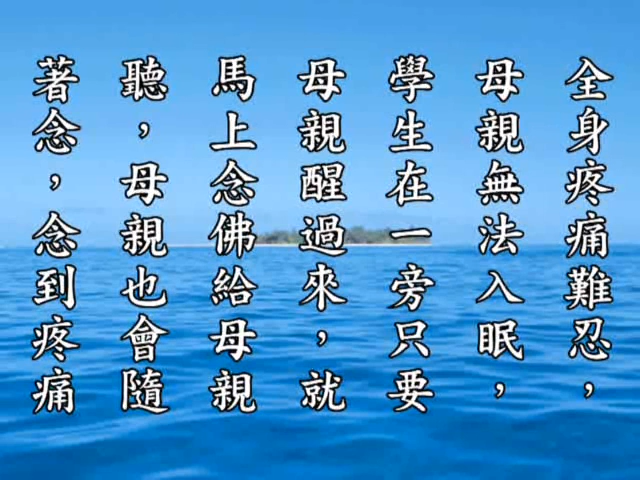 全身疼痛難忍，
母親無法入眠，
學生在一旁只要
母親醒過來，就
馬上念佛給母親
聽，母親也會隨
著念，念到疼痛